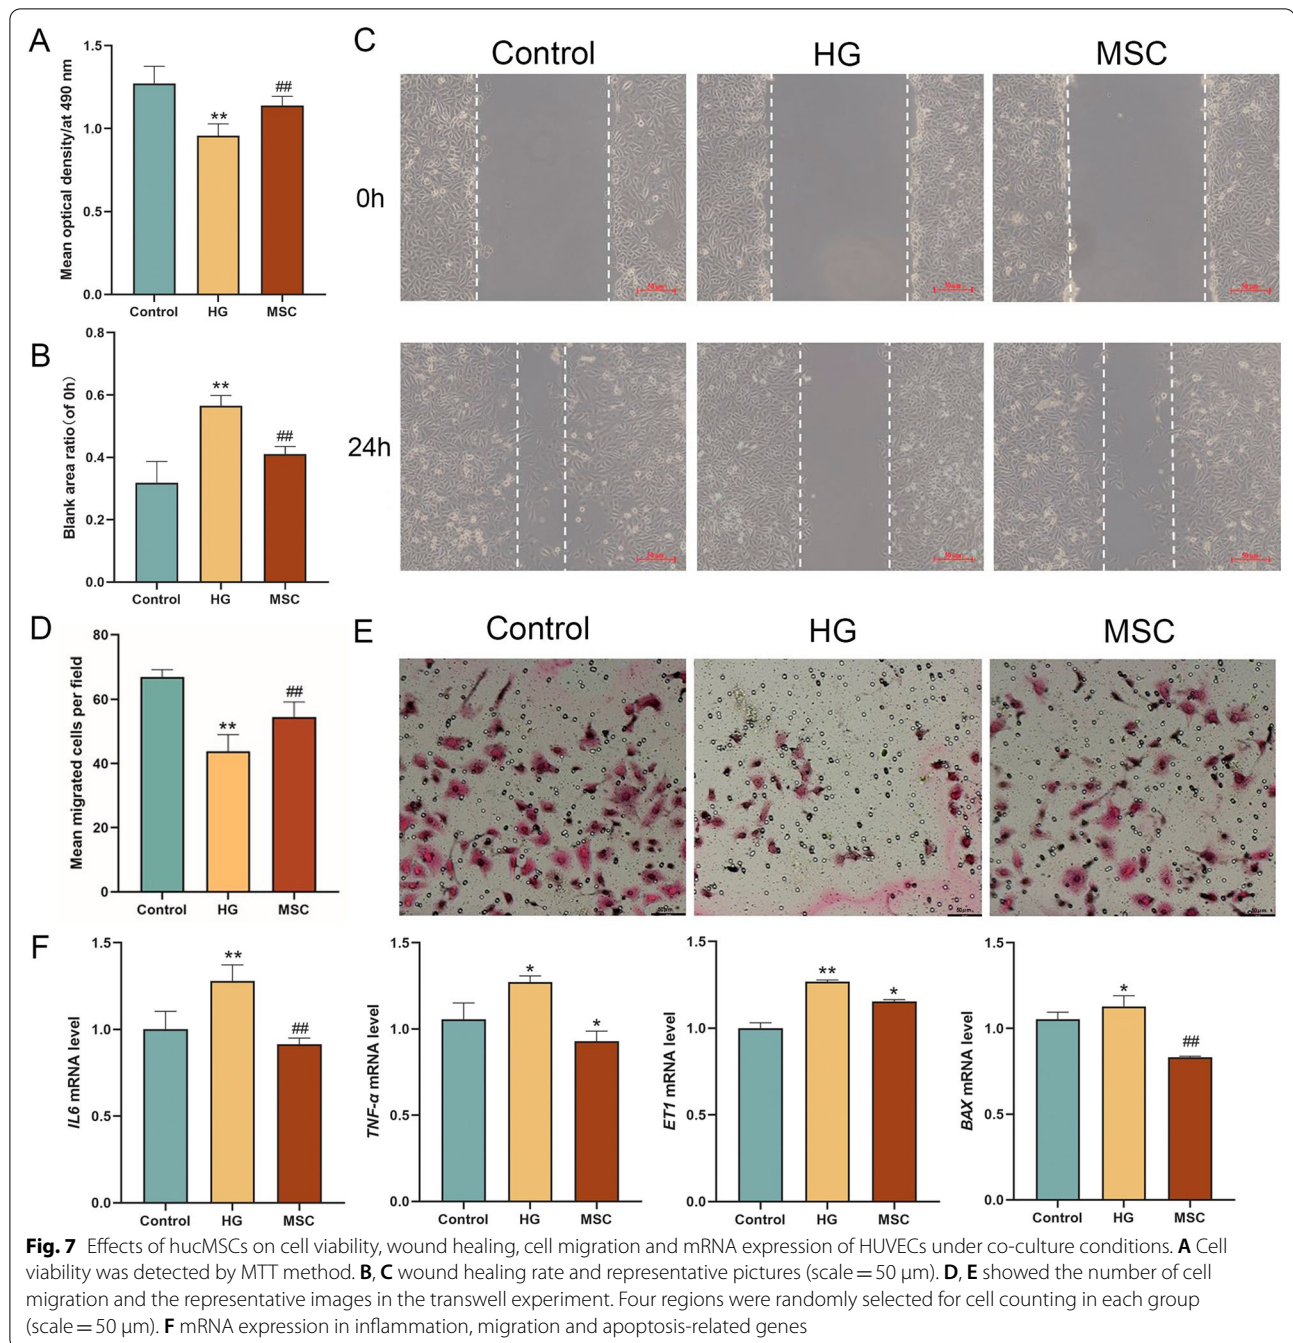 A
Mean optical density/at 490 nm
1.5
1.0
0.5
0.0
**
##
Control HG MSC
B
Blank area ratio(of 0h)
0.8
0.6
0.4
0.2
0.0
**
##
Control HG MSC
C
Control HG MSC
0h
50μm
50μm
50μm
24h
50μm
50μm
50μm
D
Mean migrated cells per field
80
60
40
20
0
**
##
Control HG MSC
E
Control HG MSC
50μm
50μm
50μm
F
IL6 mRNA level
1.5
1.0
0.5
0.0
**
##
Control HG MSC
TNF-α mRNA level
1.5
1.0
0.5
0.0
*
*
Control HG MSC
ET1 mRNA level
1.5
1.0
0.5
0.0
**
*
Control HG MSC
BAX mRNA level
1.5
1.0
0.5
0.0
*
##
Control HG MSC
Fig. 7 Effects of hucMSCs on cell viability, wound healing, cell migration and mRNA expression of HUVECs under co-culture conditions. A Cell
viability was detected by MTT method. B, C wound healing rate and representative pictures (scale = 50 μm). D, E showed the number of cell
migration and the representative images in the transwell experiment. Four regions were randomly selected for cell counting in each group
(scale = 50 μm). F mRNA expression in inflammation, migration and apoptosis-related genes